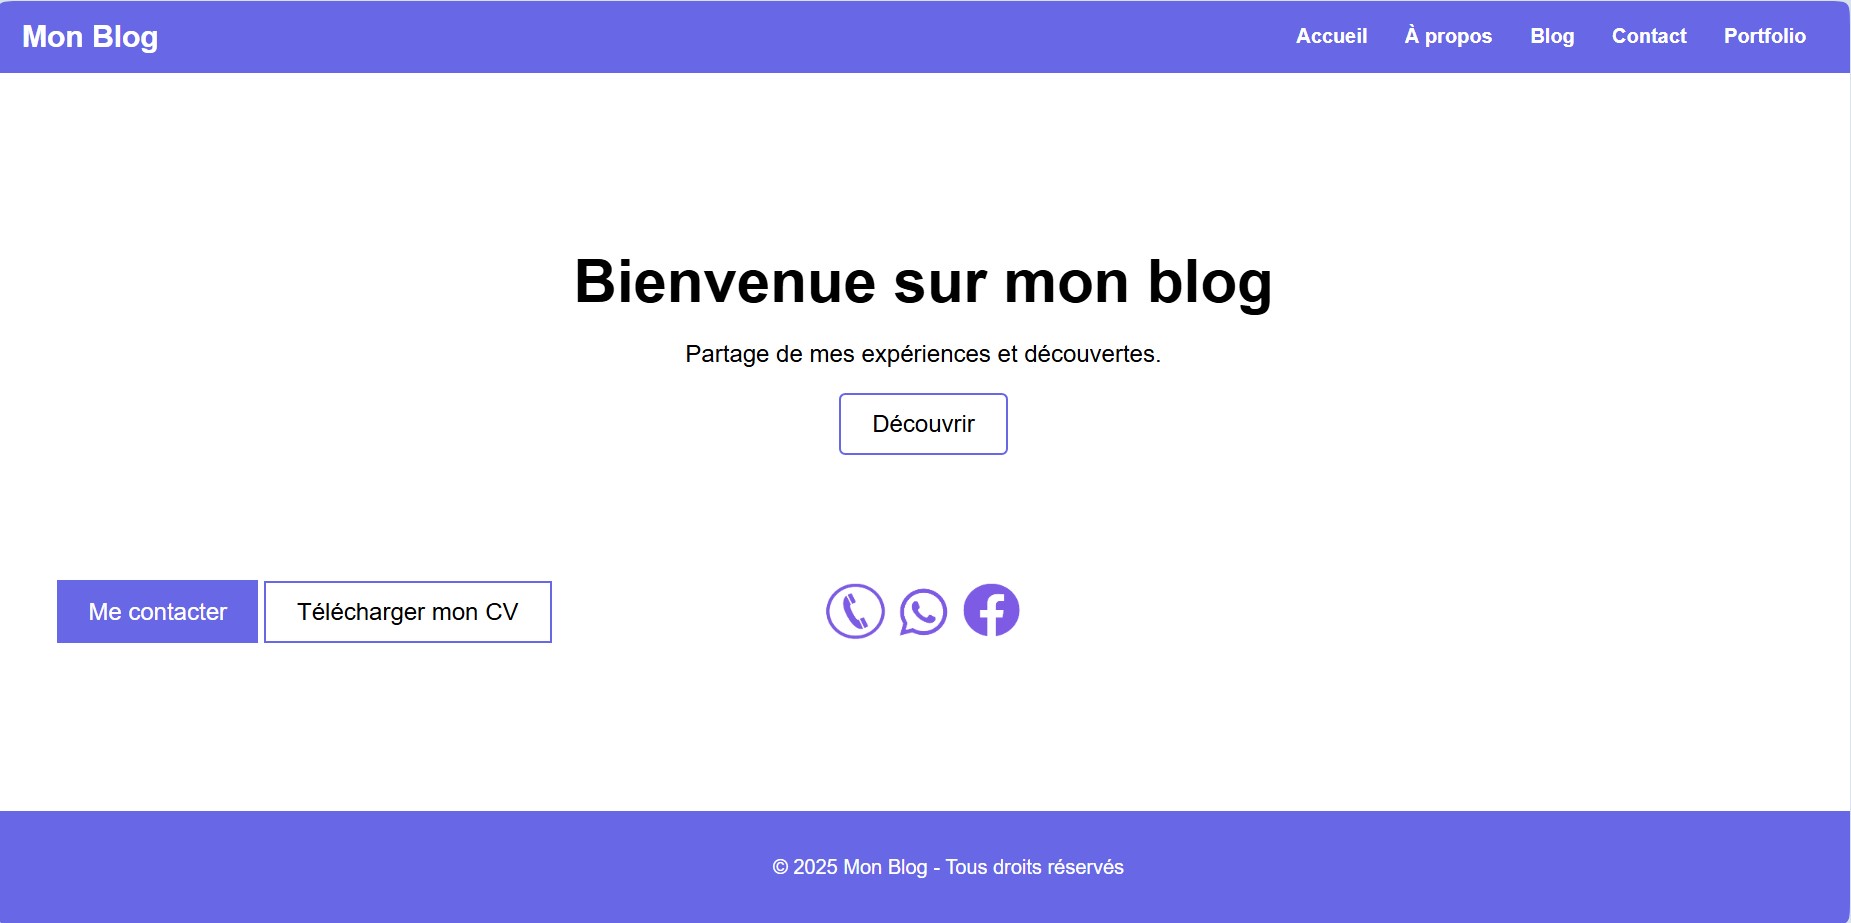 Mon Blog
Accueil À propos Blog Contact Portfolio
Bienvenue sur mon blog
Partage de mes expériences et découvertes.
Découvrir
Me contacter Télécharger mon CV
© 2025 Mon Blog - Tous droits réservés